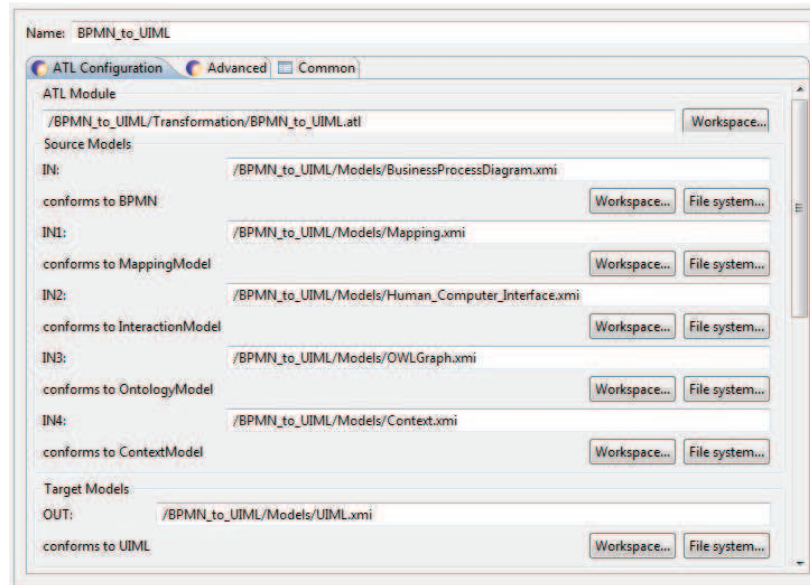 Name: BPMN_to_UIML
ATL Configuration Advanced Common
ATL Module
/BPMN_to_UIML/Transformation/BPMN_to_UIML.atl Workspace...
Source Models
IN: /BPMN_to_UIML/Models/BusinessProcessDiagram.xmi
conforms to BPMN Workspace... File system...
IN1: /BPMN_to_UIML/Models/Mapping.xmi
conforms to MappingModel Workspace... File system...
IN2: /BPMN_to_UIML/Models/Human_Computer_Interface.xmi
conforms to InteractionModel Workspace... File system...
IN3: /BPMN_to_UIML/Models/OWLGraph.xmi
conforms to OntologyModel Workspace... File system...
IN4: /BPMN_to_UIML/Models/Context.xmi
conforms to ContextModel Workspace... File system...
Target Models
OUT: /BPMN_to_UIML/Models/UIML.xmi
conforms to UIML Workspace... File system...